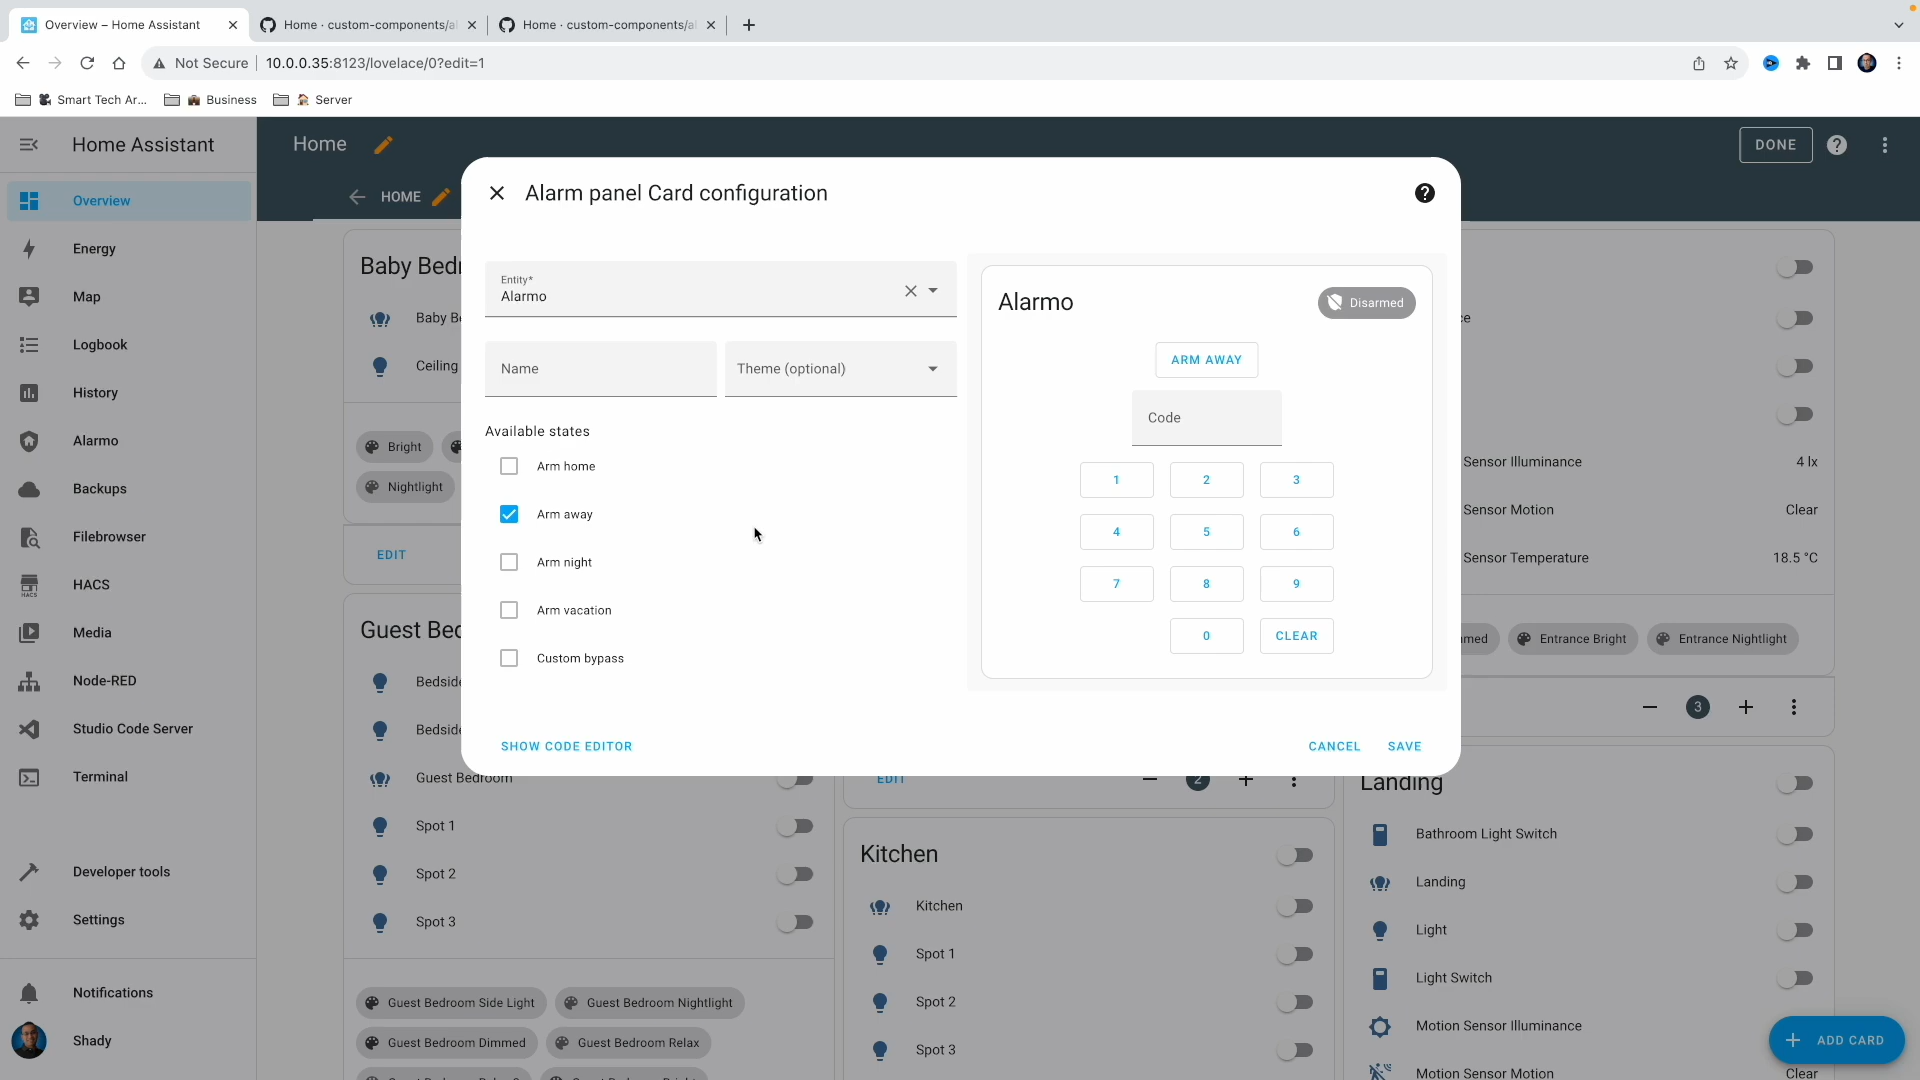 Overview – Home Assistant
Home · custom-components/al
Home · custom-components/al
Not Secure
10.0.0.35:8123/lovelace/0?edit=1
Smart Tech Ar...
Business
Server
Home Assistant
Overview
Energy
Map
Logbook
History
Alarmo
Backups
Filebrowser
HACS
HACS
Media
Node-RED
Studio Code Server
Terminal
Developer tools
Settings
Notifications
Shady
Home
DONE
HOME
Alarm panel Card configuration
Entity*
Alarmo
Name
Theme (optional)
Available states
Arm home
Arm away
Arm night
Arm vacation
Custom bypass
SHOW CODE EDITOR
CANCEL
SAVE
Alarmo
Disarmed
ARM AWAY
Code
1
2
3
4
5
6
7
8
9
0
CLEAR
Baby Bed
Baby B
Ceiling
Bright
Nightlight
EDIT
Guest Bed
Bedside
Bedside
Guest Bedroom
Spot 1
Spot 2
Spot 3
Guest Bedroom Side Light
Guest Bedroom Nightlight
Guest Bedroom Dimmed
Guest Bedroom Relax
EDIT
2
Kitchen
Kitchen
Spot 1
Spot 2
Spot 3
ce
Sensor Illuminance
4 lx
Sensor Motion
Clear
Sensor Temperature
18.5 °C
mmed
Entrance Bright
Entrance Nightlight
3
Landing
Bathroom Light Switch
Landing
Light
Light Switch
Motion Sensor Illuminance
Motion Sensor Motion
Clear
ADD CARD